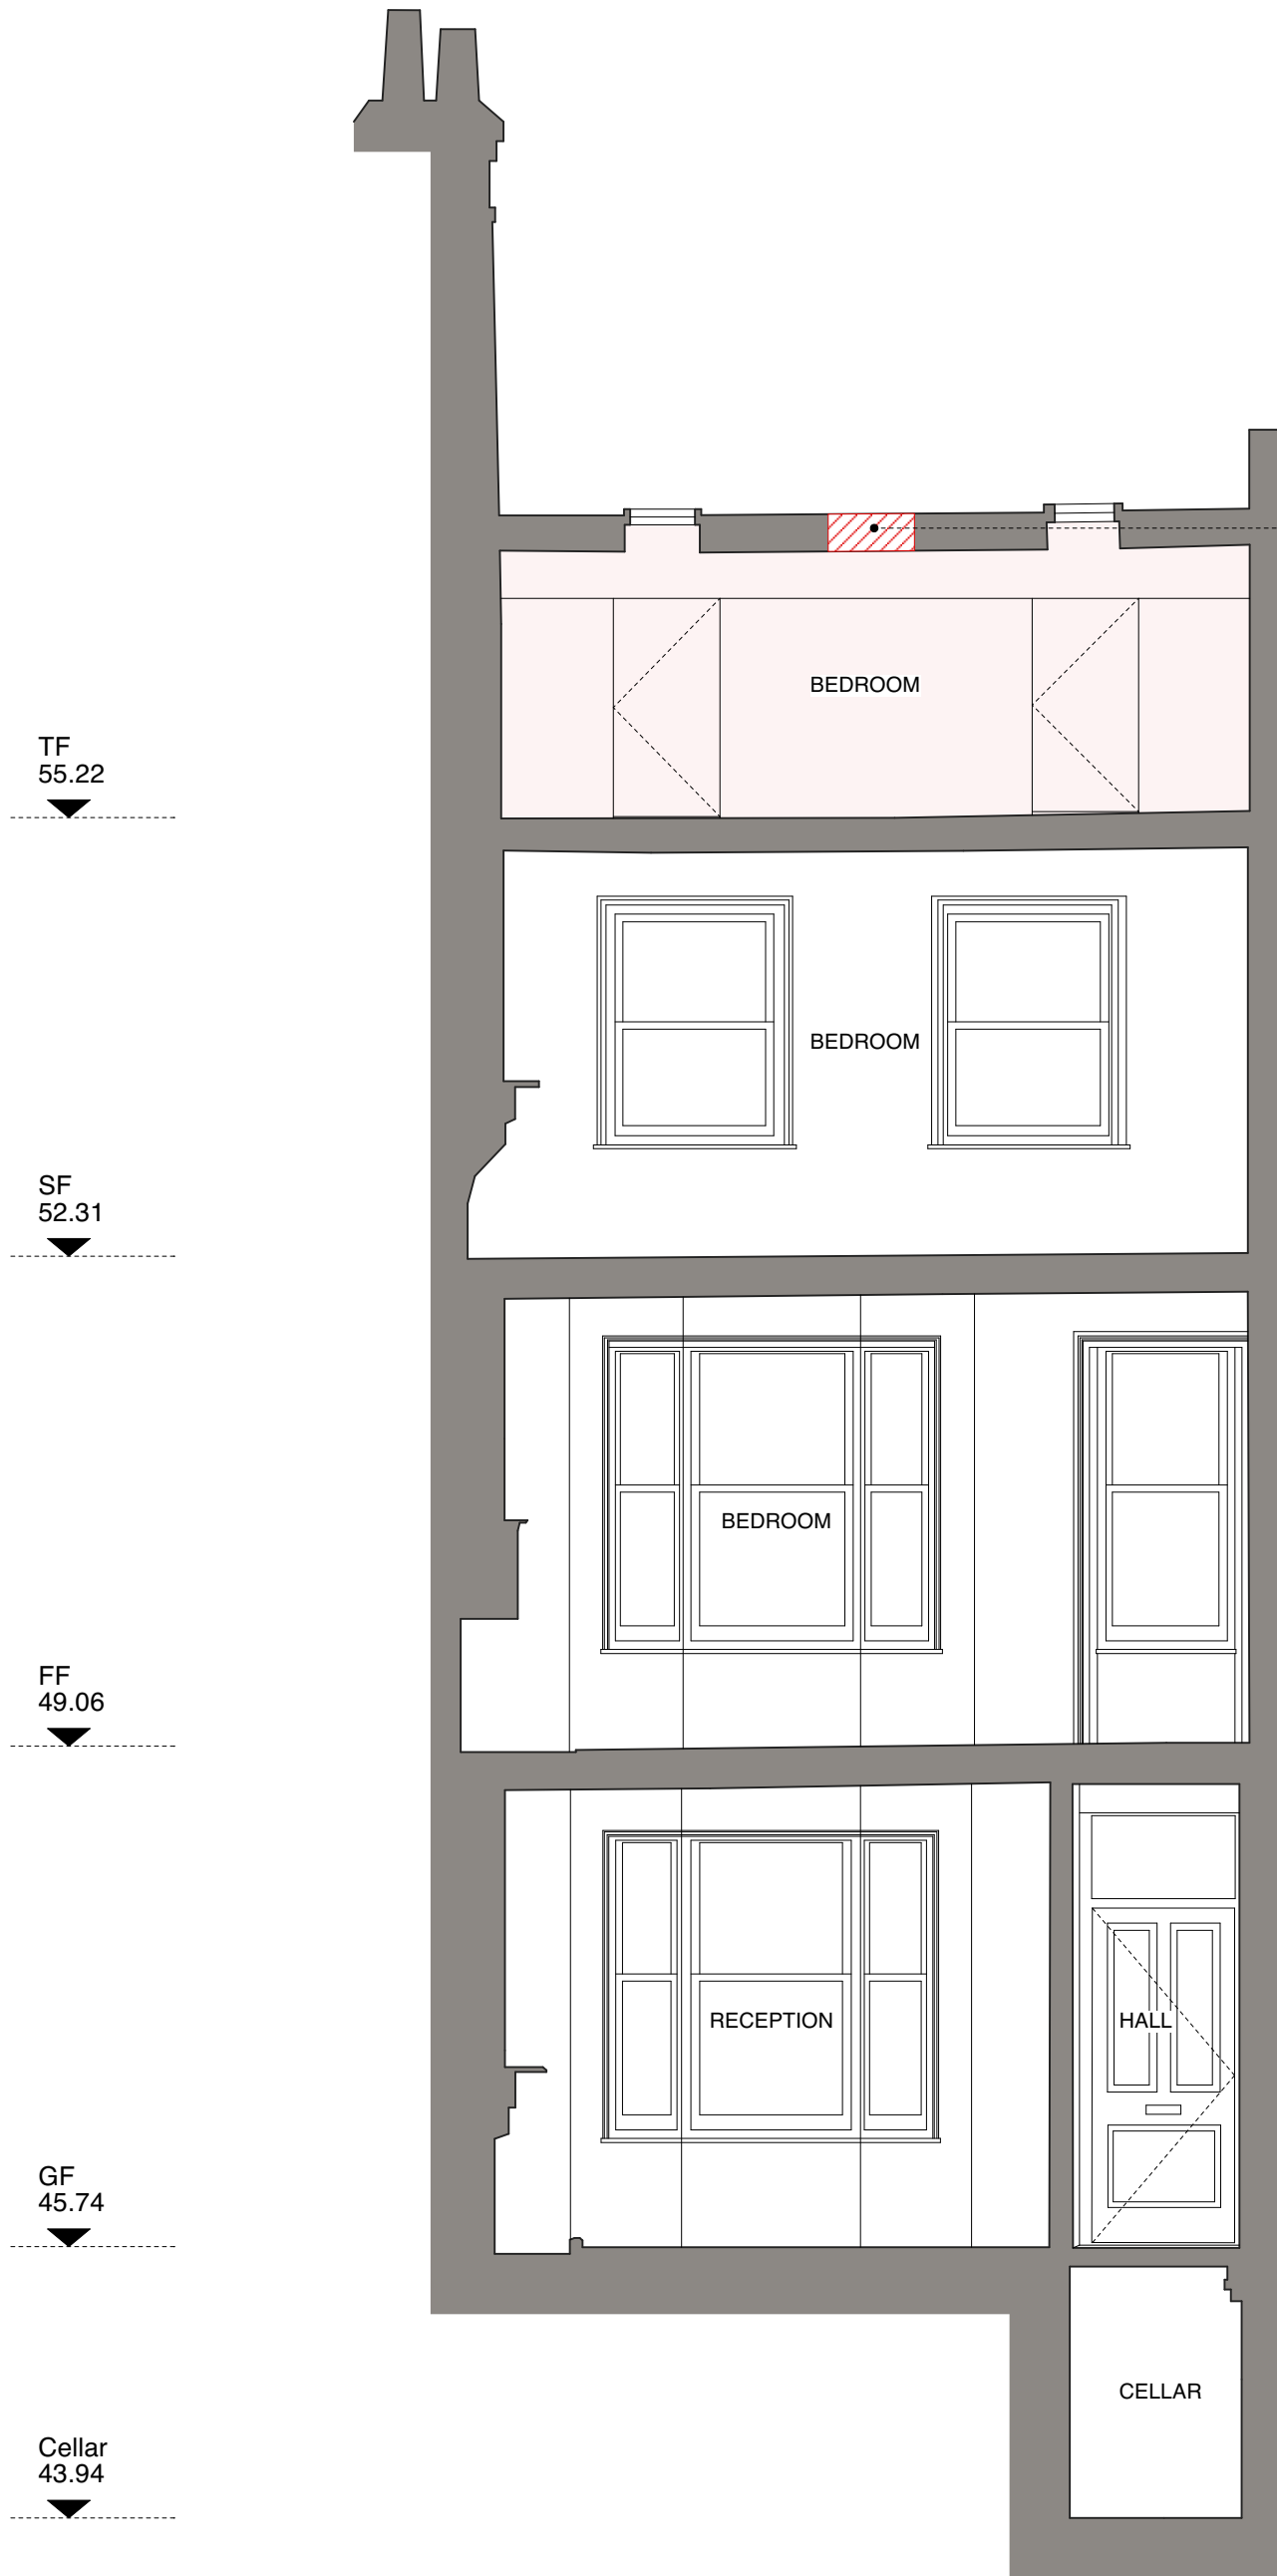 BEDROOM
TF
55.22
BEDROOM
SF
52.31
BEDROOM
FF
49.06
RECEPTION
HALL
GF
45.74
CELLAR
Cellar
43.94